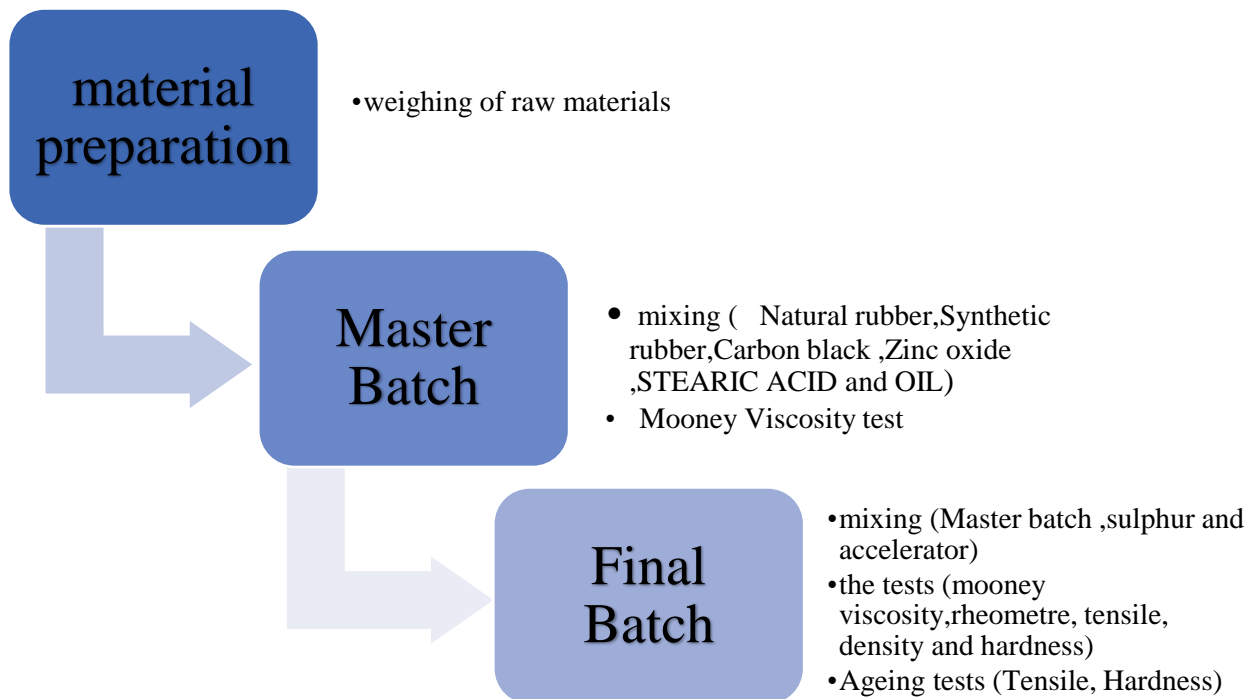 material
preparation
•weighing of raw materials
Master
Batch
• mixing ( Natural rubber,Synthetic
rubber,Carbon black ,Zinc oxide
,STEARIC ACID and OIL)
• Mooney Viscosity test
Final
Batch
•mixing (Master batch ,sulphur and
accelerator)
•the tests (mooney
viscosity,rheometre, tensile,
density and hardness)
•Ageing tests (Tensile, Hardness)